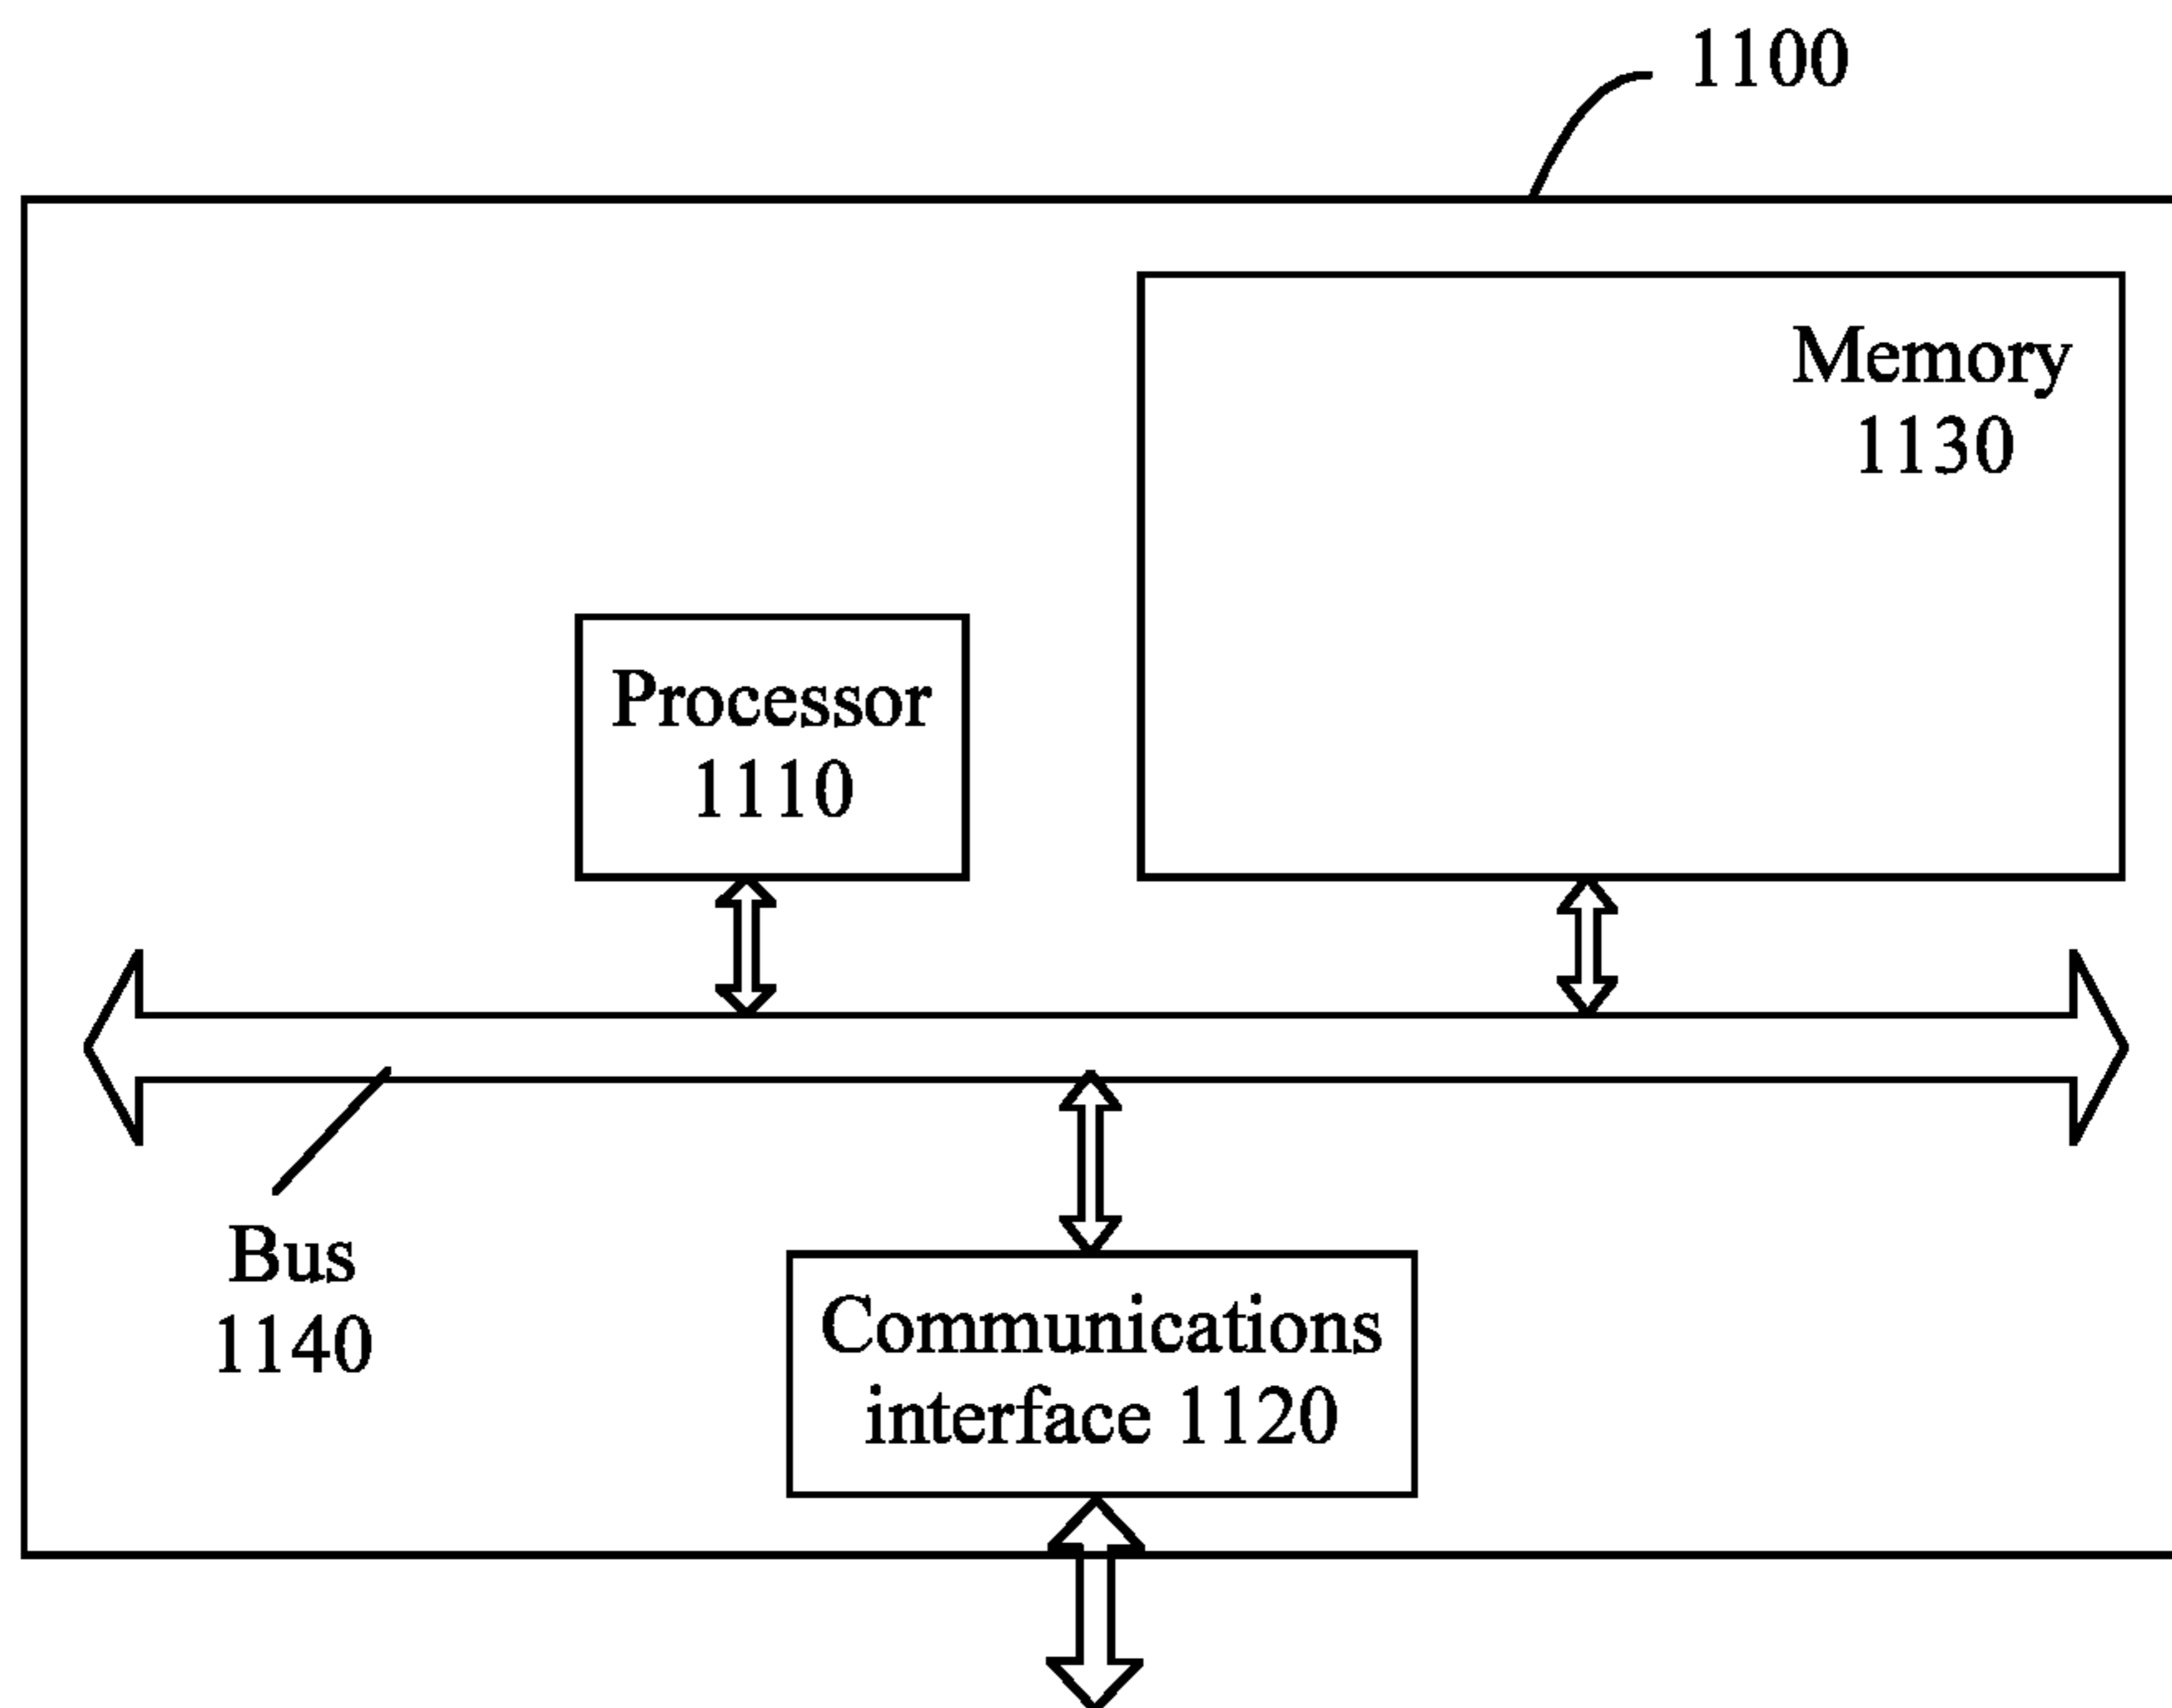 1100
Memory
1130
Processor
1110
Bus
1140
Communications
interface 1120